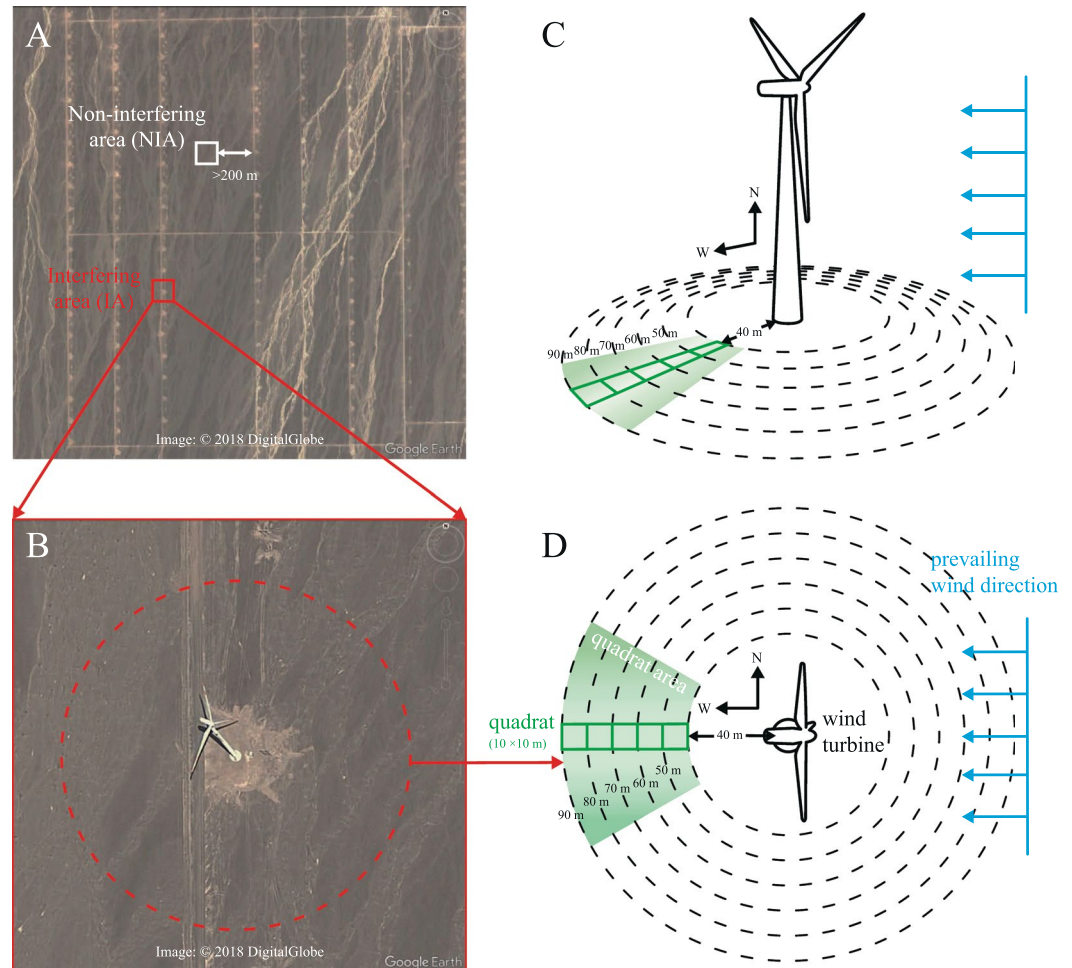 A
Non-interfering
area (NIA)
>200 m
Interfering
area (IA)
Image: © 2018 DigitalGlobe
Google Earth
B
Image: © 2018 DigitalGlobe
Google Earth
C
N
W
40 m
50m
60 m
70m
80 m
90 m
D
prevailing
wind direction
quadrat area
N
W
quadrat
(10 ×10 m)
40 m
wind
turbine
50 m
60 m
70 m
80 m
90 m